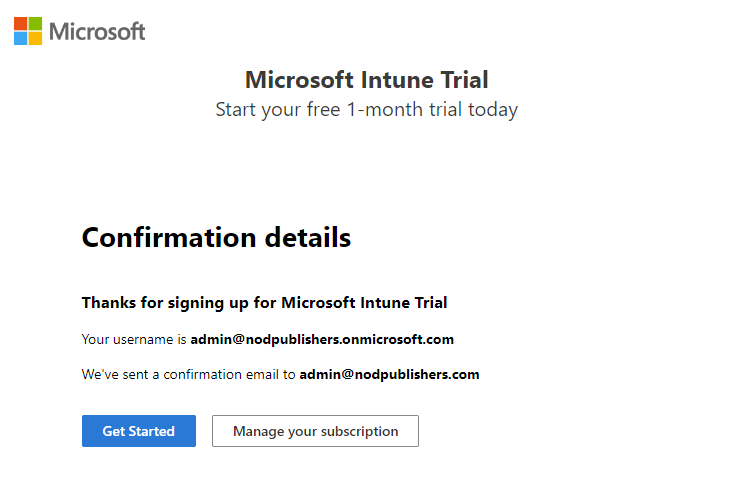 Microsoft
Microsoft Intune Trial
Start your free 1-month trial today
Confirmation details
Thanks for signing up for Microsoft Intune Trial
Your username is admin@nodpublishers.onmicrosoft.com
We've sent a confirmation email to admin@nodpublishers.com
Get Started
Manage your subscription